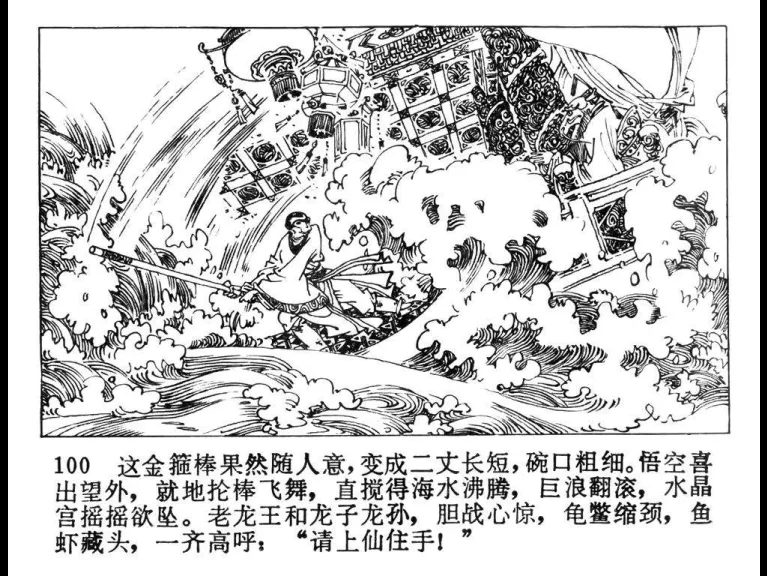 100 这金箍棒果然随人意，变成二丈长短，碗口粗细。悟空喜
出望外，就地抡棒飞舞，直搅得海水沸腾，巨浪翻滚，水晶
宫摇摇欲坠。老龙王和龙子龙孙，胆战心惊，龟鳖缩颈，鱼
虾藏头，一齐高呼：“请上仙住手！”